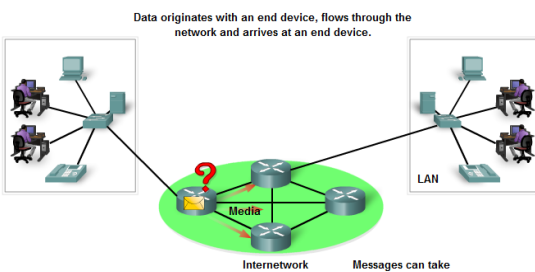 Data originates with an end device, flows through the
network and arrives at an end device.
LAN
?
Media
Internetwork
Messages can take